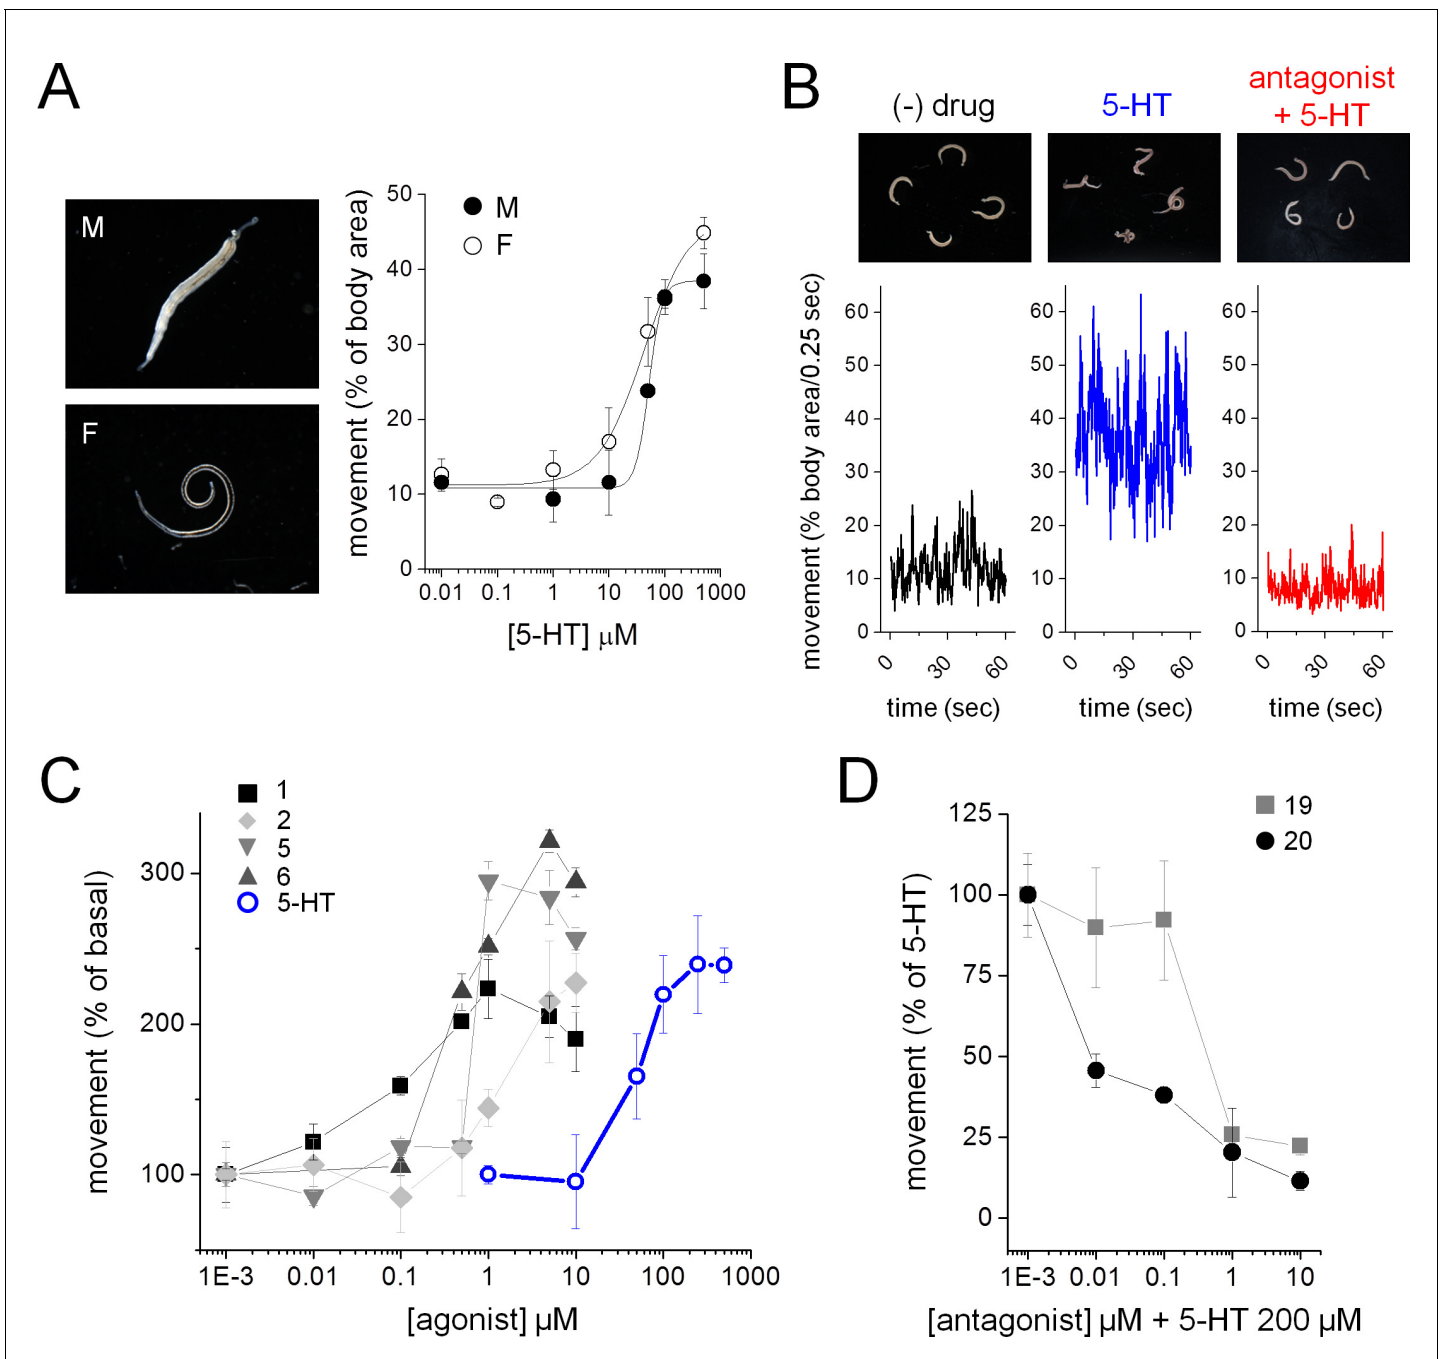 A
M
F
movement (% of body area)
50
40
30
20
10
0
M
F
0.01 0.1 1 10 100 1000
[5-HT] μM
B
(-) drug
5-HT
antagonist
+ 5-HT
movement (% body area/0.25 sec)
60
50
40
30
20
10
0
0 30 60
time (sec)
60
50
40
30
20
10
0
0 30 60
time (sec)
60
50
40
30
20
10
0
0 30 60
time (sec)
C
1
2
5
6
5-HT
movement (% of basal)
300
200
100
1E-3 0.01 0.1 1 10 100 1000
[agonist] μM
D
19
20
movement (% of 5-HT)
125
100
75
50
25
0
1E-3 0.01 0.1 1 10
[antagonist] μM + 5-HT 200 μM